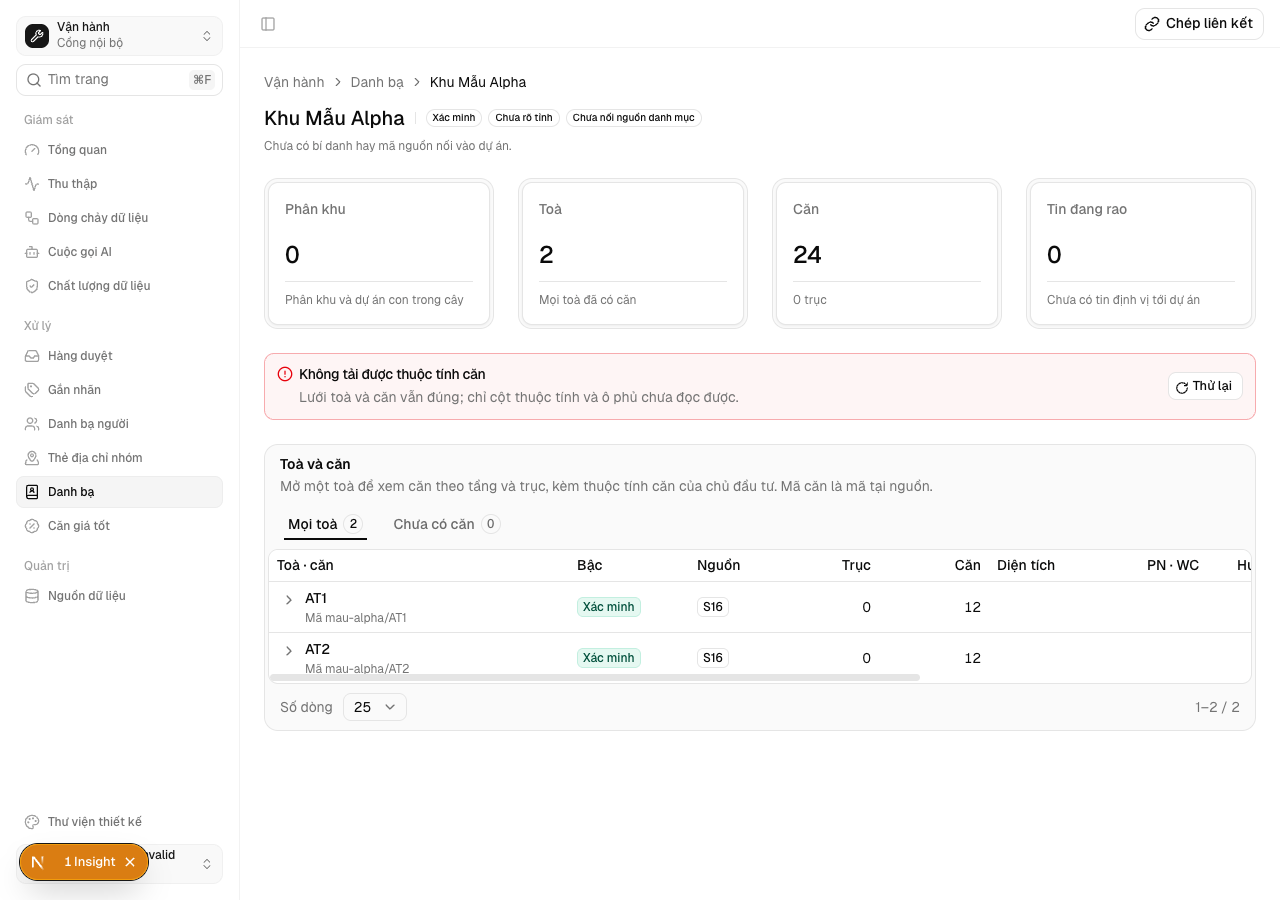 Vận hành
Cổng nội bộ
Tìm trang
⌘F
Giám sát
Tổng quan
Thu thập
Dòng chảy dữ liệu
Cuộc gọi AI
Chất lượng dữ liệu
Xử lý
Hàng duyệt
Gắn nhãn
Danh bạ người
Thẻ địa chỉ nhóm
Danh bạ
Căn giá tốt
Quản trị
Nguồn dữ liệu
Thư viện thiết kế
1 Insight
Chép liên kết
Vận hành > Danh bạ > Khu Mẫu Alpha
Khu Mẫu Alpha
Xác minh
Chưa rõ tỉnh
Chưa nối nguồn danh mục
Chưa có bí danh hay mã nguồn nối vào dự án.
Phân khu
0
Phân khu và dự án con trong cây
Toà
2
Mọi toà đã có căn
Căn
24
0 trục
Tin đang rao
0
Chưa có tin định vị tới dự án
Không tải được thuộc tính căn
Lưới toà và căn vẫn đúng; chỉ cột thuộc tính và ô phủ chưa đọc được.
Thử lại
Toà và căn
Mở một toà để xem căn theo tầng và trục, kèm thuộc tính căn của chủ đầu tư. Mã căn là mã tại nguồn.
Mọi toà 2
Chưa có căn 0
Toà · căn Bậc Nguồn Trục Căn Diện tích PN · WC
AT1 Xác minh S16 0 12
Mã mau-alpha/AT1
AT2 Xác minh S16 0 12
Mã mau-alpha/AT2
Số dòng 25
1–2 / 2